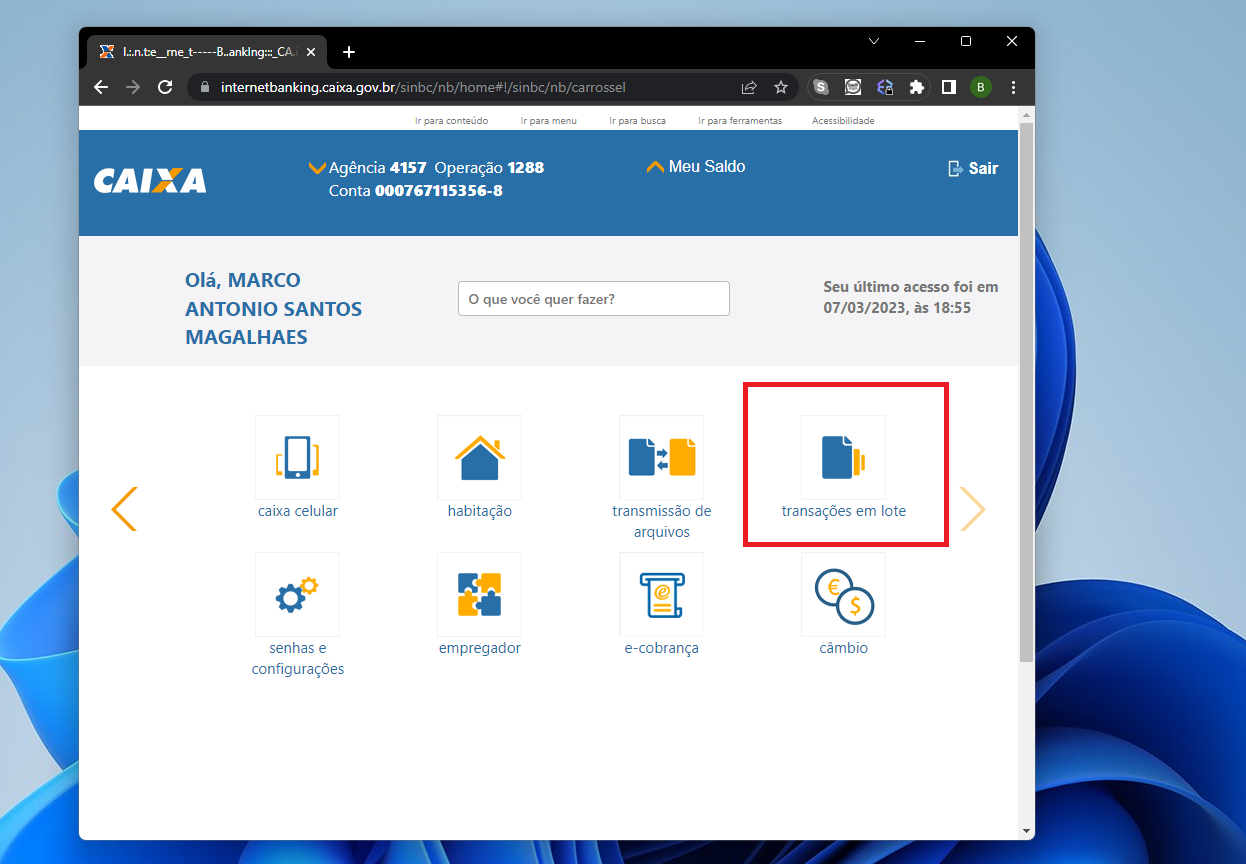 l.:.n.t:e__rne_t-----B..ankIng:::_CA.i
internetbanking.caixa.gov.br/sinbc/nb/home#!/sinbc/nb/carrossel
S
B
Ir para conteúdo Ir para menu Ir para busca Ir para ferramentas Acessibilidade
CAIXA
Agência 4157 Operação 1288
Conta 000767115356-8
Meu Saldo
Sair
Olá, MARCO
ANTONIO SANTOS
MAGALHAES
O que você quer fazer?
Seu último acesso foi em
07/03/2023, às 18:55
caixa celular
habitação
transmissão de
arquivos
transações em lote
senhas e
configurações
empregador
e-cobrança
câmbio